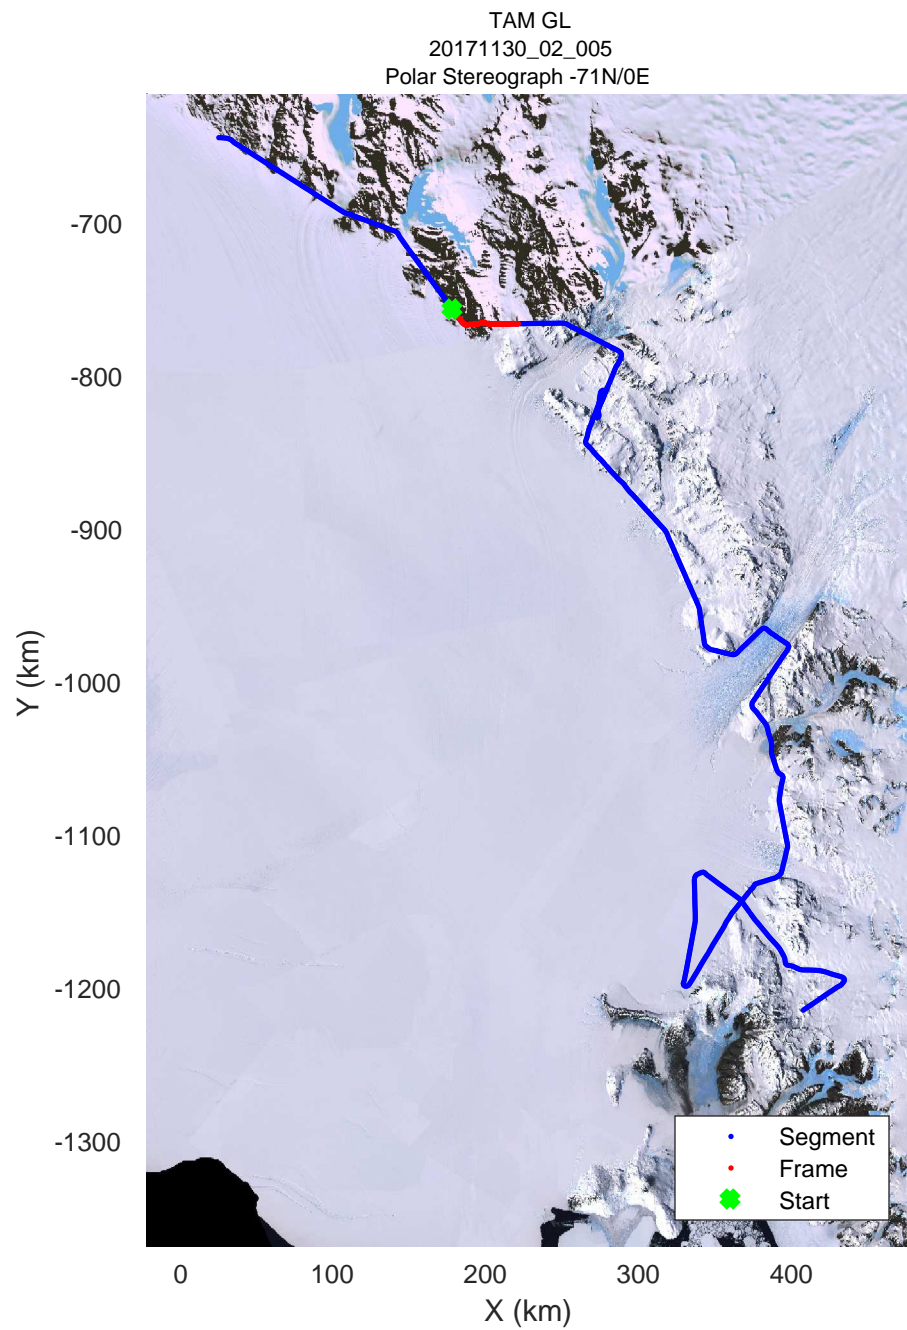 TAM GL
20171130_02_005
Polar Stereograph -71N/0E
-700
-800
-900
-1000
-1100
-1200
-1300
Y (km)
0 100 200 300 400
X (km)
Segment
Frame
Start